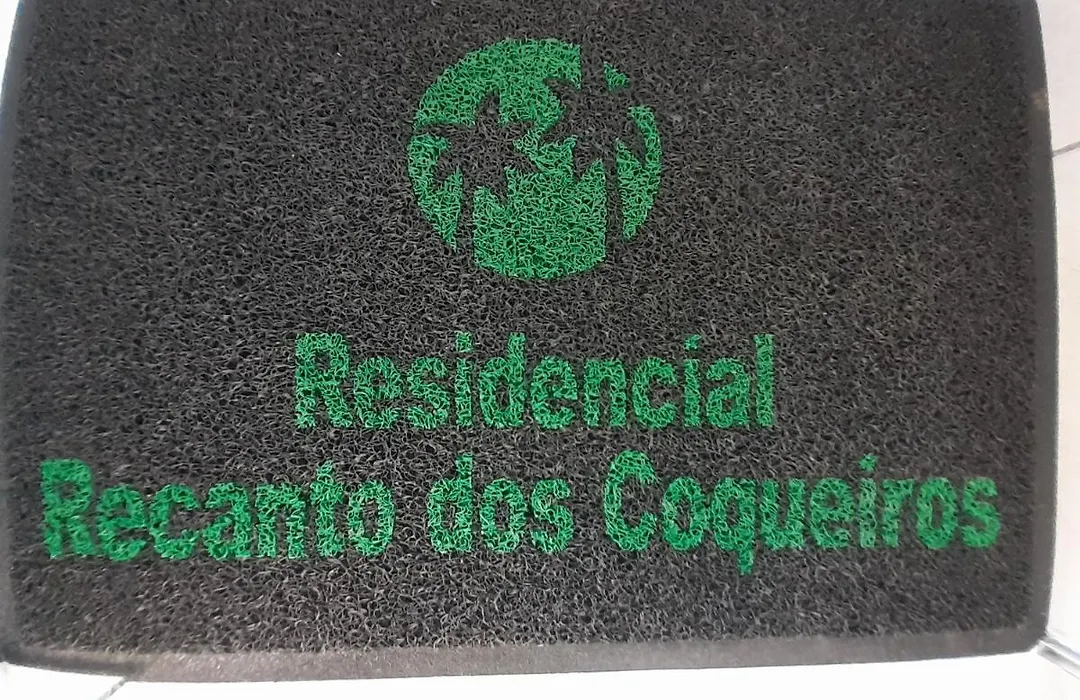 Residencial
Recanto dos Coqueiros